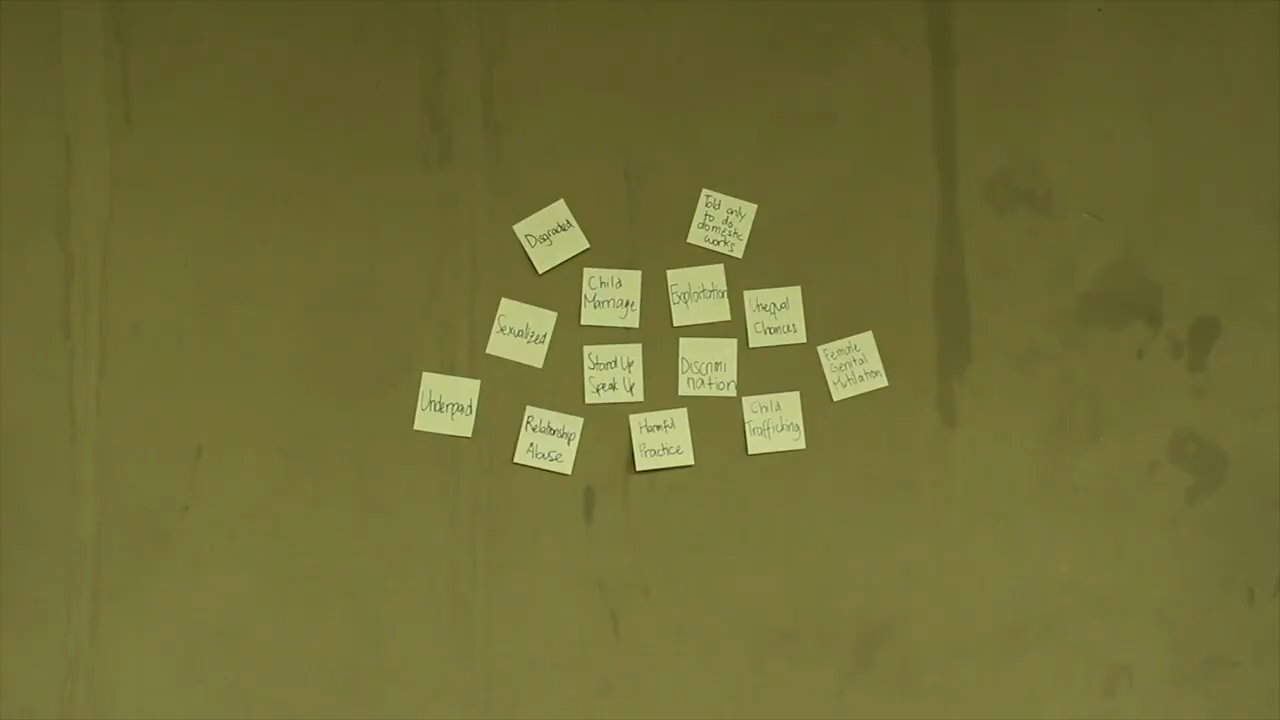 Disgraded
Told only
to do
domestic
works
Child
Marriage
Exploitation
Unequal
Chances
Sexualized
Stand Up
Speak Up
Discrimi
nation
Female
Genital
Mutilation
Underpaid
Relationship
Abuse
Harmful
Practice
Child
Trafficking